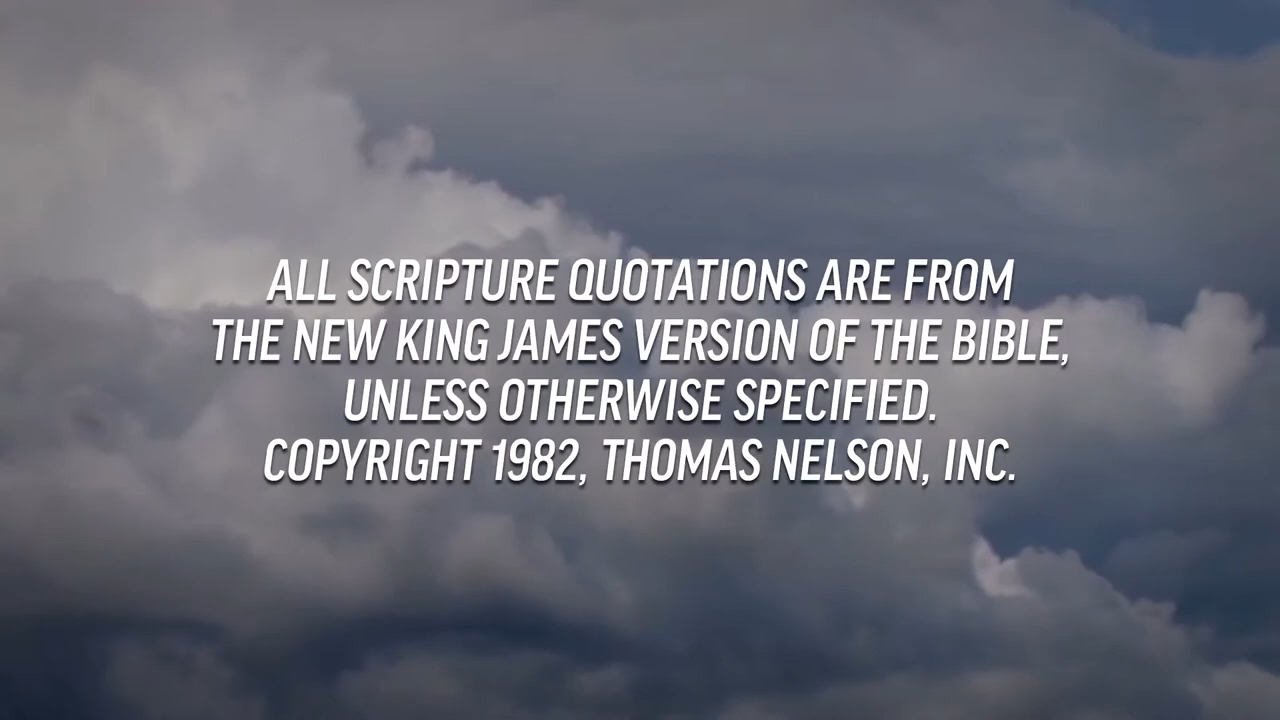 ALL SCRIPTURE QUOTATIONS ARE FROM
THE NEW KING JAMES VERSION OF THE BIBLE,
UNLESS OTHERWISE SPECIFIED.
COPYRIGHT 1982, THOMAS NELSON, INC.